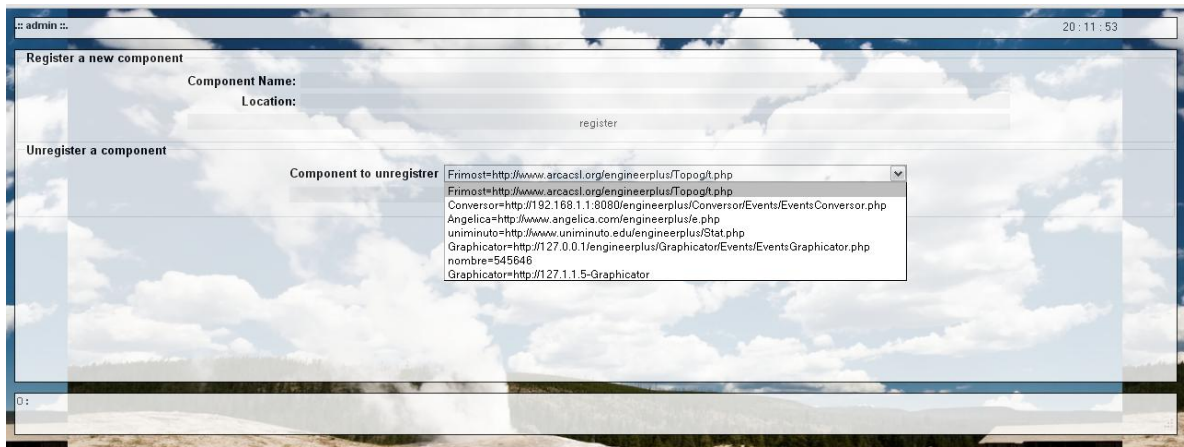 .:: admin ::.
20 : 11 : 53
Register a new component
Component Name:
Location:
register
Unregister a component
Component to unregistrer Frimost=http://www.arcacsl.org/engineerplus/Topog/t.php
Frimost=http://www.arcacsl.org/engineerplus/Topog/t.php
Conversor=http://192.168.1.1:8080/engineerplus/Conversor/Events/EventsConversor.php
Angelica=http://www.angelica.com/engineerplus/e.php
uniminuto=http://www.uniminuto.edu/engineerplus/Stat.php
Graphicator=http://127.0.0.1/engineerplus/Graphicator/Events/EventsGraphicator.php
nombre=545646
Graphicator=http://127.1.1.5-Graphicator
0: